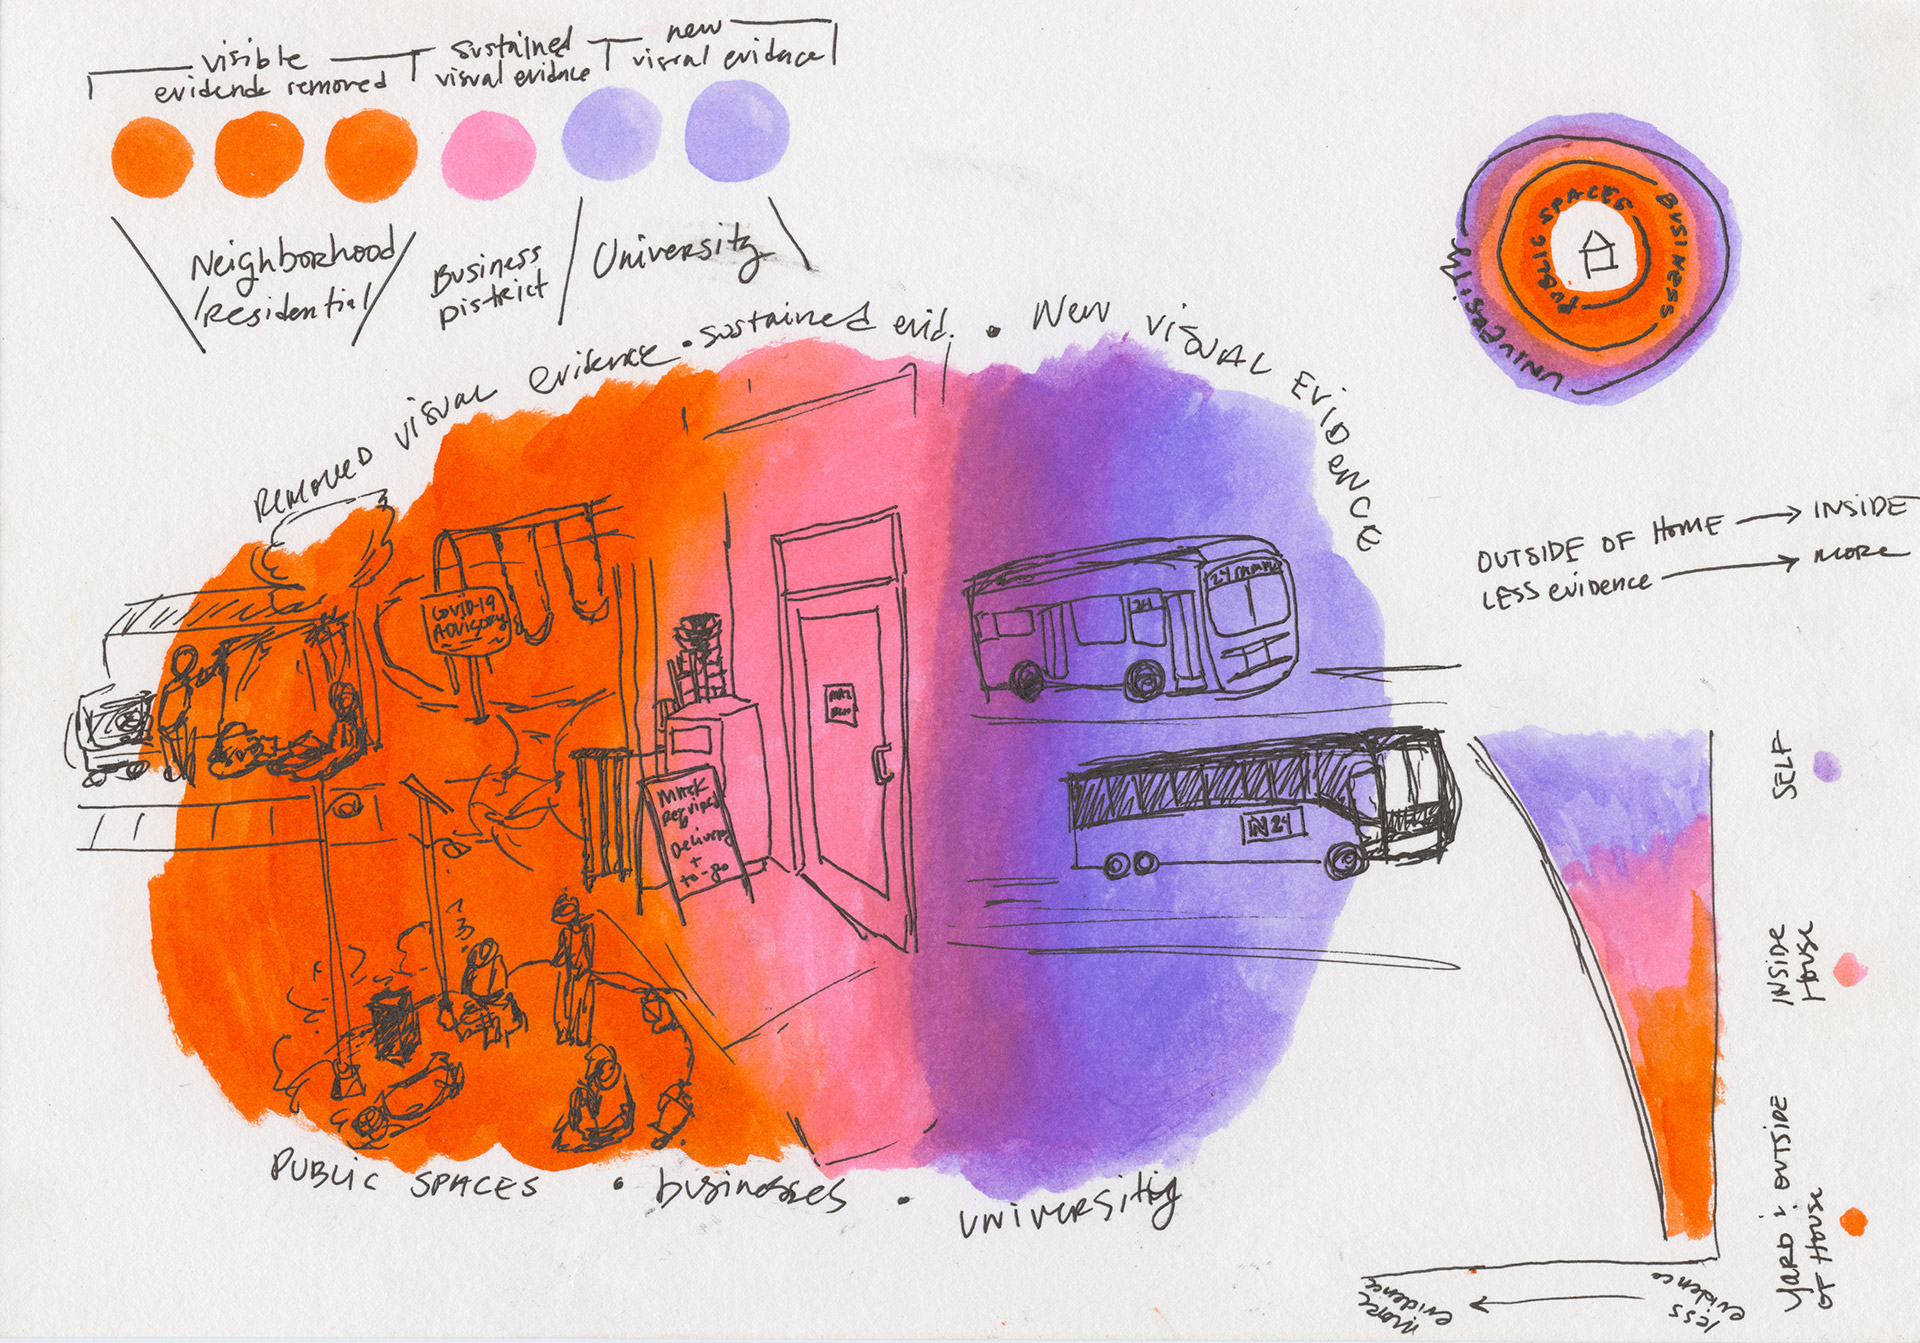 visible
evidence removed
sustained
visual evidence
new
visual evidence
Neighborhood
/residential
Business
District
University
Removed visual evidence • sustained evid. • New visual evidence
COVID-19
ADVISORY
Mask
Required
Delivery
+
to-go
24
24
IN 24
PUBLIC SPACES • businesses • university
PUBLIC SPACES
BUSINESS
UNIVERSITY
OUTSIDE OF HOME → INSIDE
LESS evidence → more
SELF
INSIDE
House
Yard : outside
of House
more
evidence
less
evidence